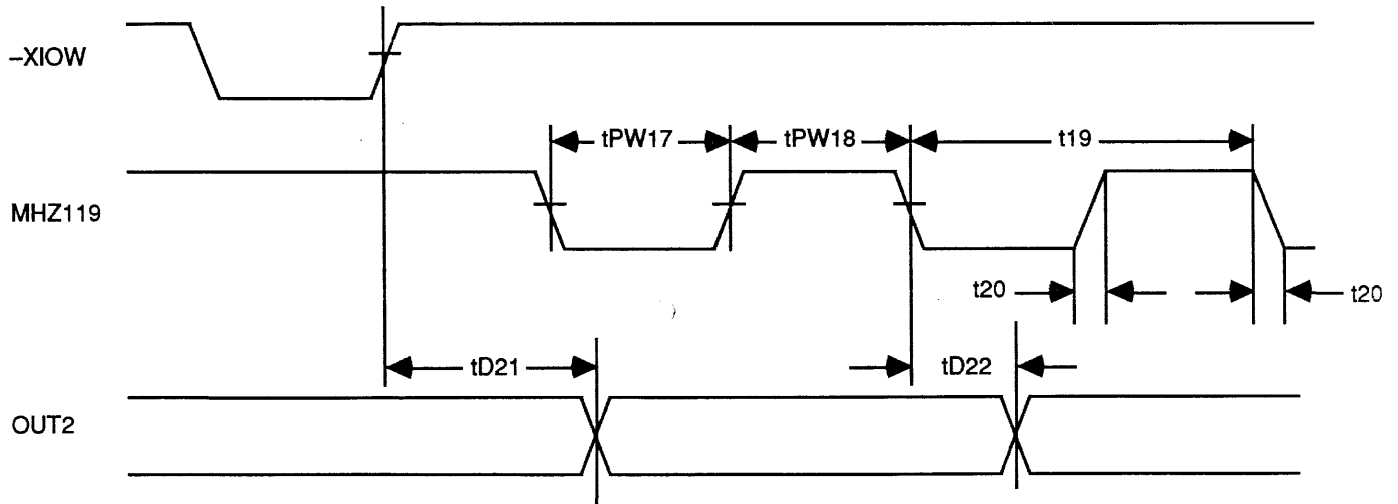 –XIOW
tPW17
tPW18
t19
MHZ119
t20
t20
tD21
tD22
OUT2